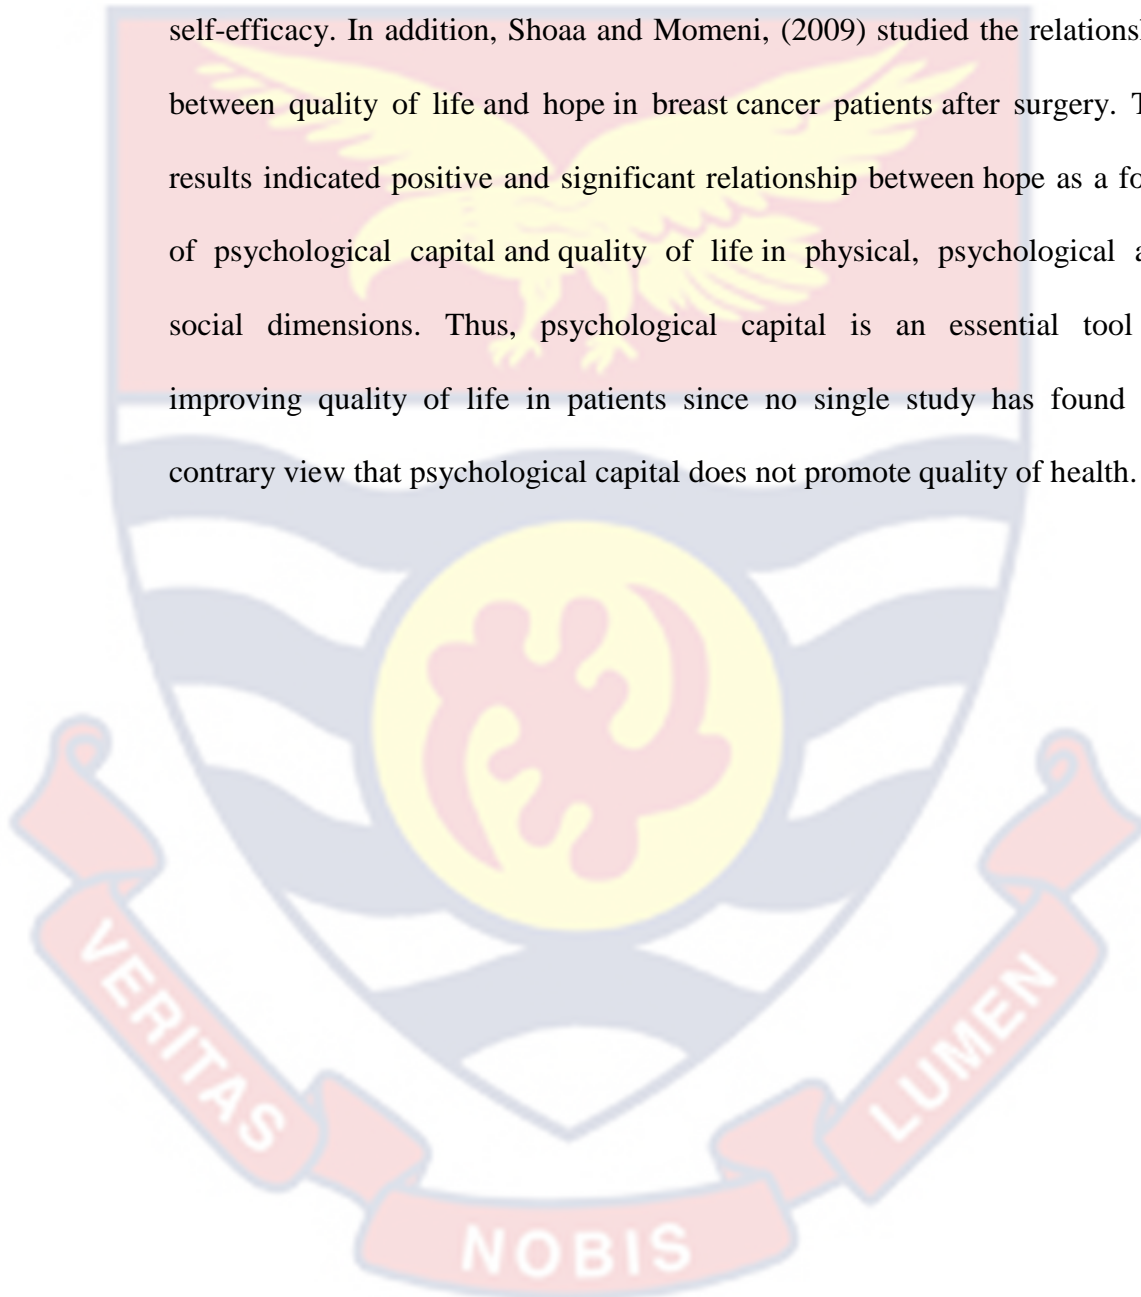 self-efficacy. In addition, Shoaa and Momeni, (2009) studied the relations
between quality of life and hope in breast cancer patients after surgery. T
results indicated positive and significant relationship between hope as a fo
of psychological capital and quality of life in physical, psychological a
social dimensions. Thus, psychological capital is an essential tool
improving quality of life in patients since no single study has found
contrary view that psychological capital does not promote quality of health.
VERITAS
NOBIS
LUMEN